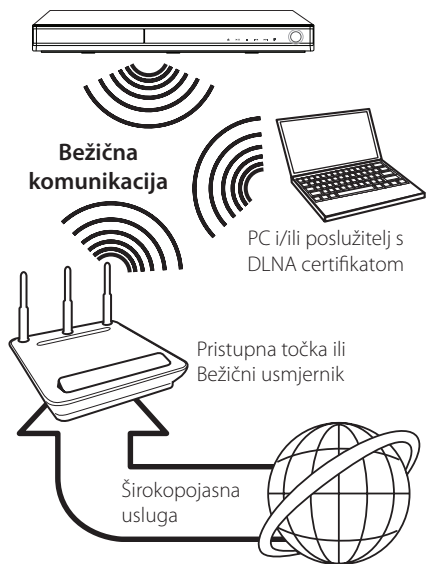 Bežična
komunikacija
PC i/ili poslužitelj s
DLNA certifikatom
Pristupna točka ili
Bežični usmjernik
Širokopojasna
usluga